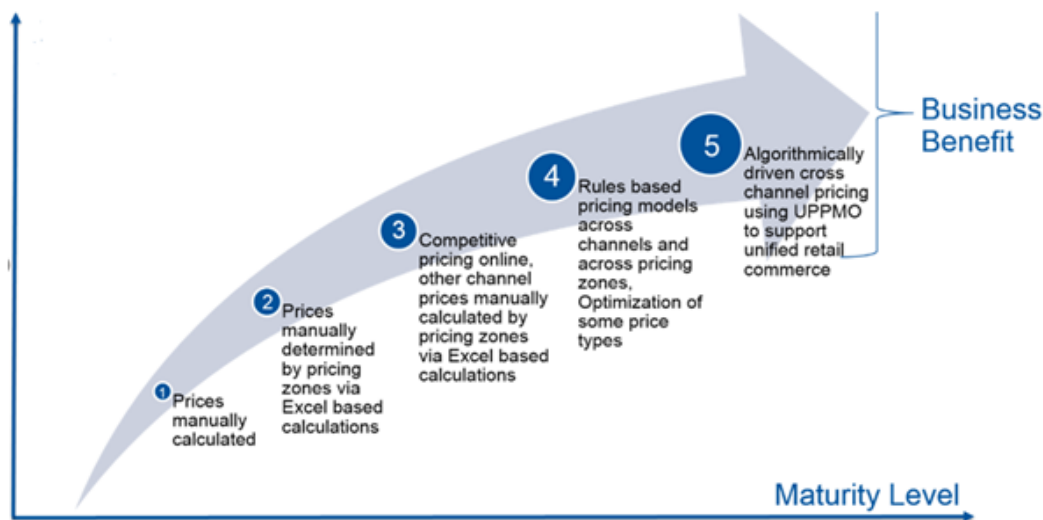 1
Prices
manually
calculated
2
Prices
manually
determined
by pricing
zones via
Excel based
calculations
3
Competitive
pricing online,
other channel
prices manually
calculated by
pricing zones
via Excel based
calculations
4
Rules based
pricing models
across
channels and
across pricing
zones,
Optimization of
some price
types
5
Algorithmically
driven cross
channel pricing
using UPPMO
to support
unified retail
commerce
Business
Benefit
Maturity Level